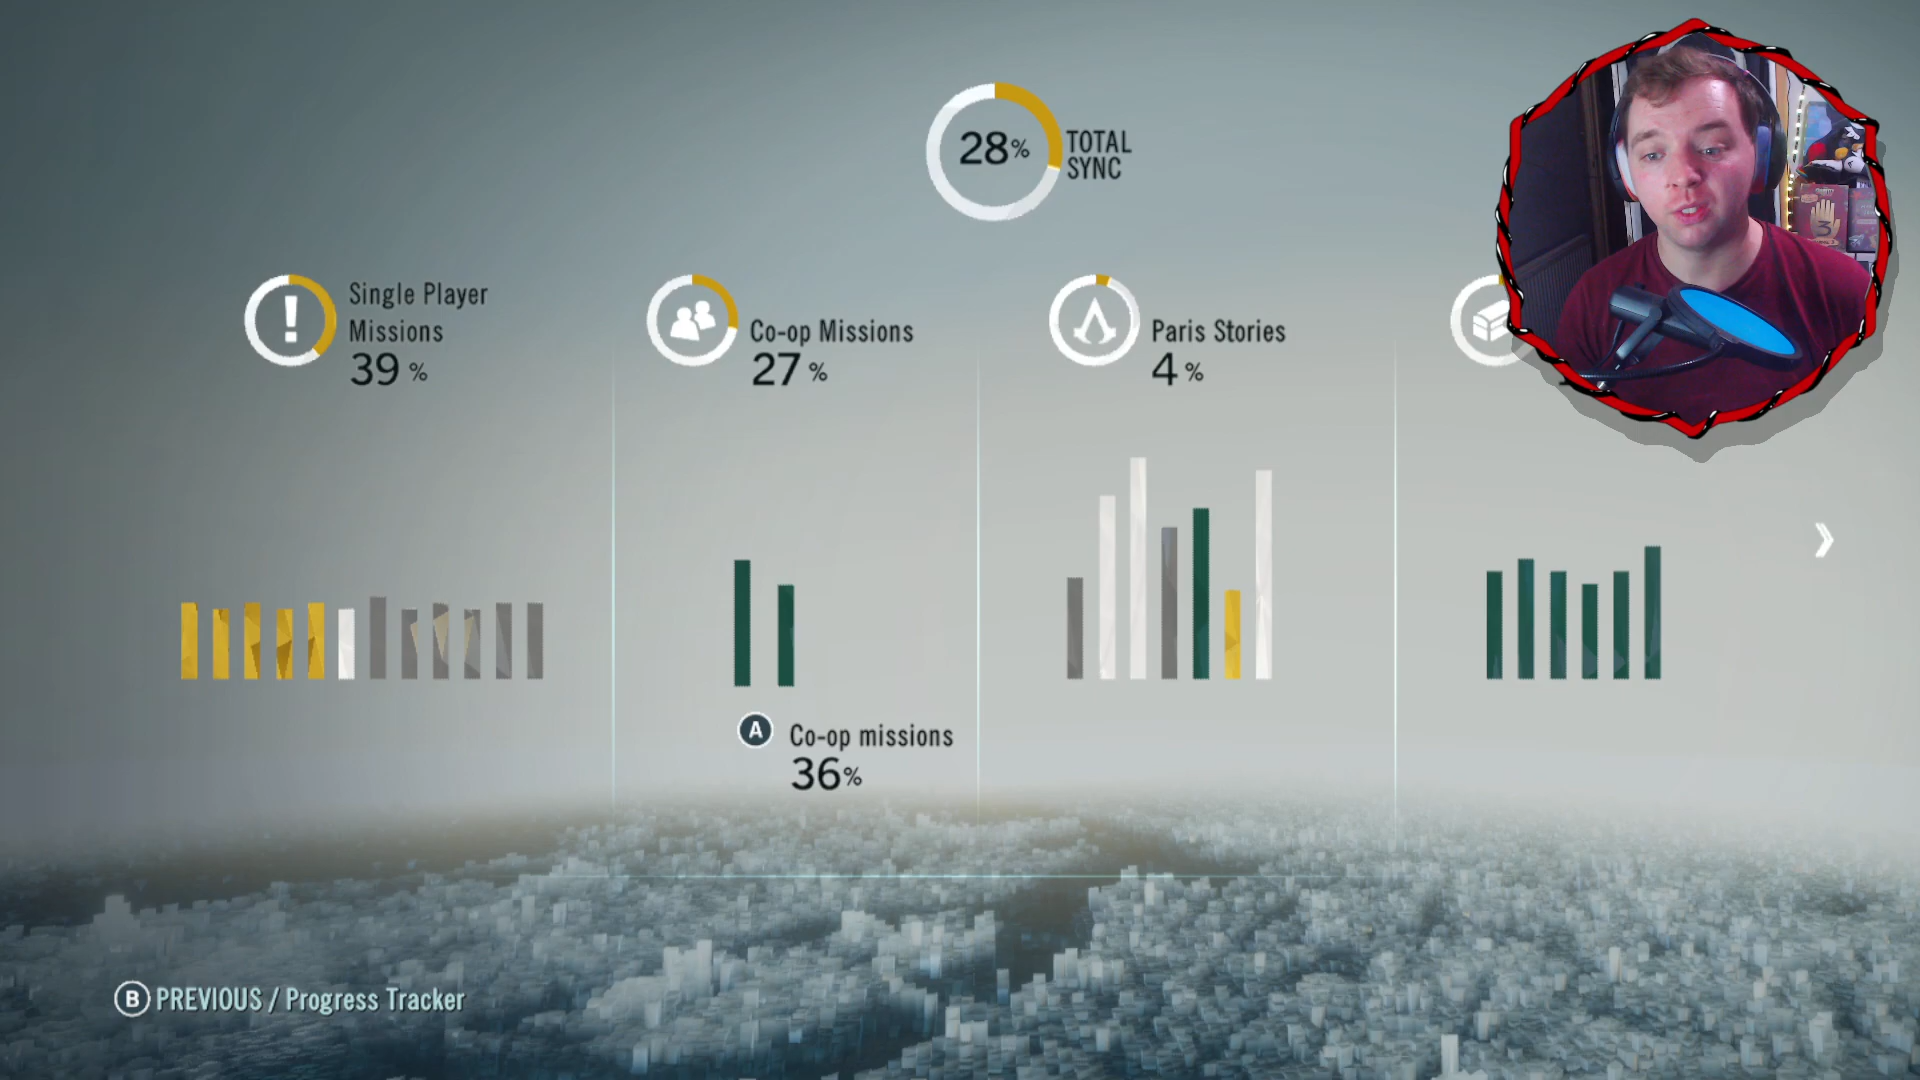 28%
TOTAL
SYNC
Single Player
Missions
39 %
Co-op Missions
27 %
Paris Stories
4 %
3
A Co-op missions
36%
B PREVIOUS / Progress Tracker